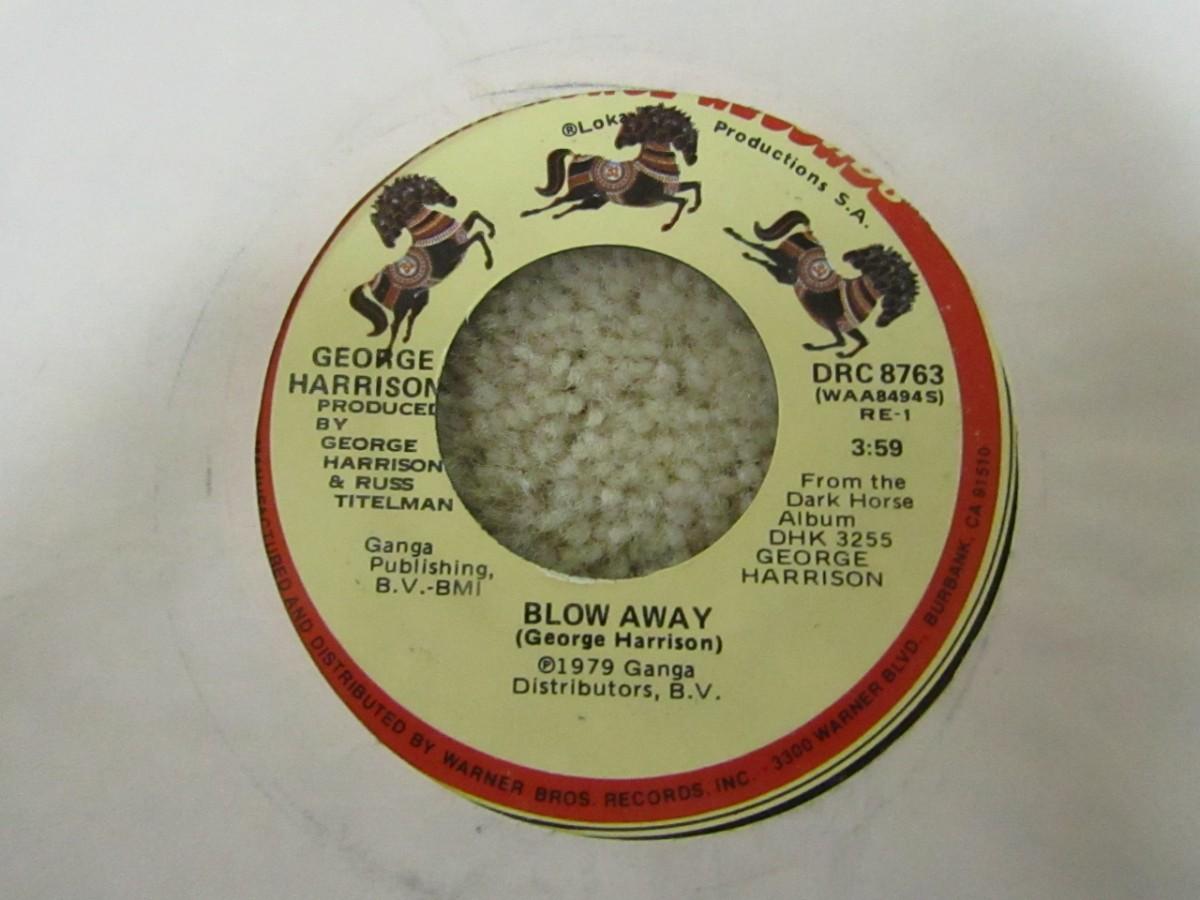 ®Loka Productions S.A.
GEORGE
HARRISON
PRODUCED
BY
GEORGE
HARRISON
& RUSS
TITELMAN
Ganga
Publishing,
B.V.-BMI
DRC 8763
(WAA8494S)
RE-1
3:59
From the
Dark Horse
Album
DHK 3255
GEORGE
HARRISON
BLOW AWAY
(George Harrison)
℗1979 Ganga
Distributors, B.V.
MANUFACTURED AND DISTRIBUTED BY WARNER BROS. RECORDS, INC. · 3300 WARNER BLVD., BURBANK, CA 91510